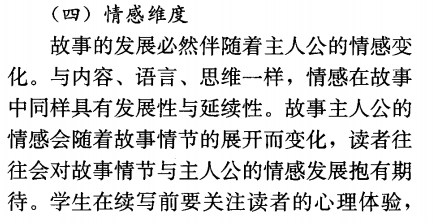 （四）情感维度
故事的发展必然伴随着主人公的情感变
化。与内容、语言、思维一样，情感在故事
中同样具有发展性与延续性。故事主人公的
情感会随着故事情节的展开而变化，读者往
往会对故事情节与主人公的情感发展抱有期
待。学生在续写前要关注读者的心理体验，